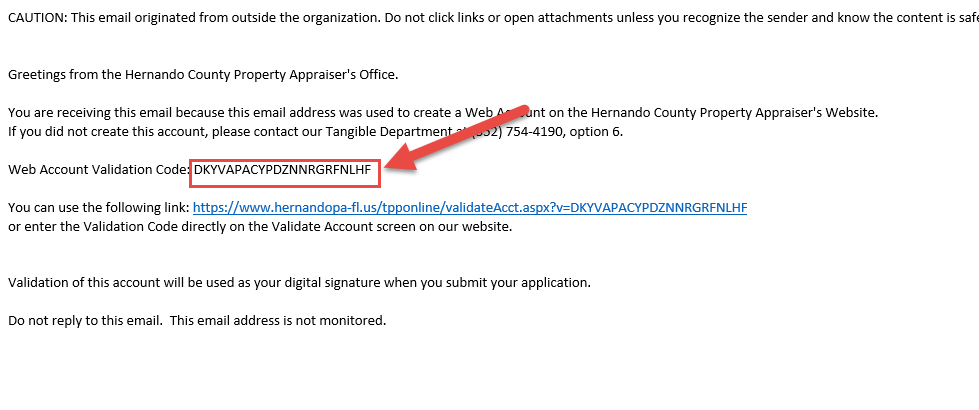 CAUTION: This email originated from outside the organization. Do not click links or open attachments unless you recognize the sender and know the content is safe
Greetings from the Hernando County Property Appraiser's Office.
You are receiving this email because this email address was used to create a Web Account on the Hernando County Property Appraiser's Website.
If you did not create this account, please contact our Tangible Department at (352) 754-4190, option 6.
Web Account Validation Code: DKYVAPACYPDZNNRGRFNLHF
You can use the following link: https://www.hernandopa-fl.us/tpponline/validateAcct.aspx?v=DKYVAPACYPDZNNRGRFNLHF
or enter the Validation Code directly on the Validate Account screen on our website.
Validation of this account will be used as your digital signature when you submit your application.
Do not reply to this email.  This email address is not monitored.